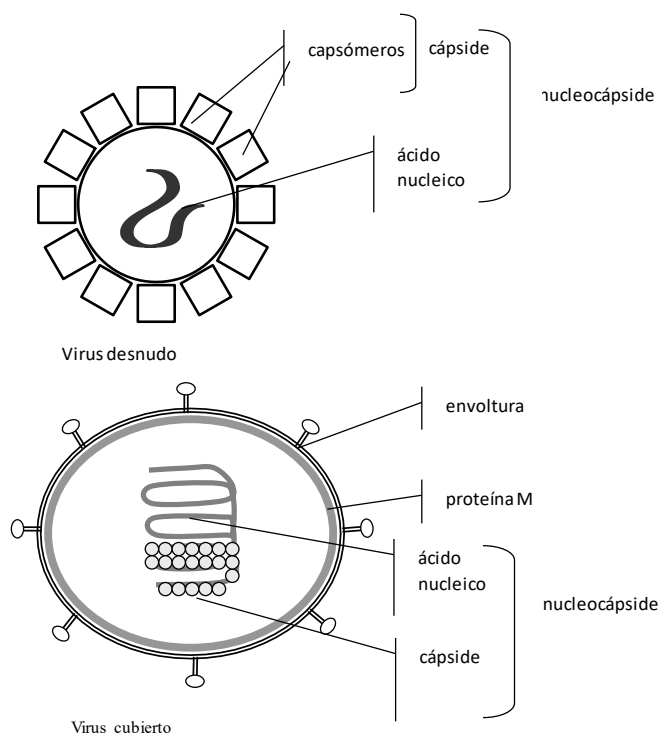 capsómeros
cápside
nucleocápside
ácido
nucleico
Virus desnudo
envoltura
proteína M
ácido
nucleico
nucleocápside
cápside
Virus cubierto